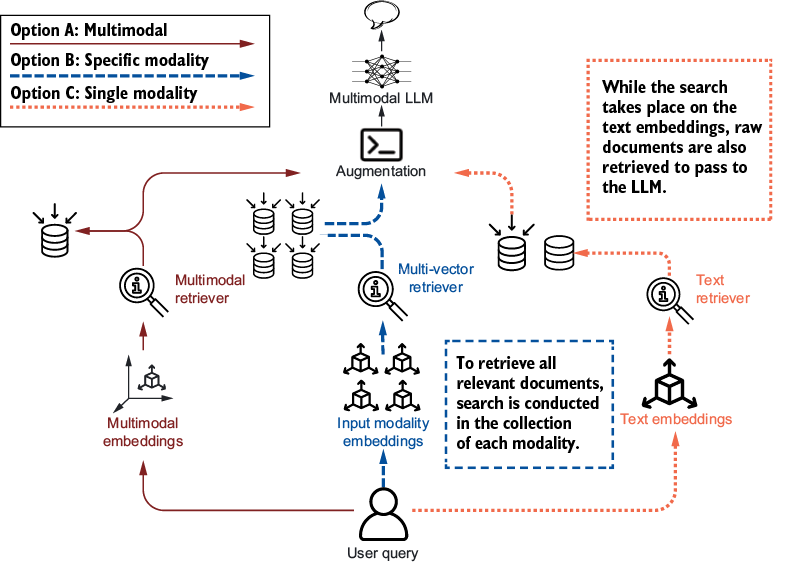 Option A: Multimodal
Option B: Specific modality
Option C: Single modality
Multimodal LLM
Augmentation
While the search
takes place on the
text embeddings, raw
documents are also
retrieved to pass to
the LLM.
Multimodal
retriever
Multi-vector
retriever
Text
retriever
To retrieve all
relevant documents,
search is conducted
in the collection
of each modality.
Multimodal
embeddings
Input modality
embeddings
Text embeddings
User query